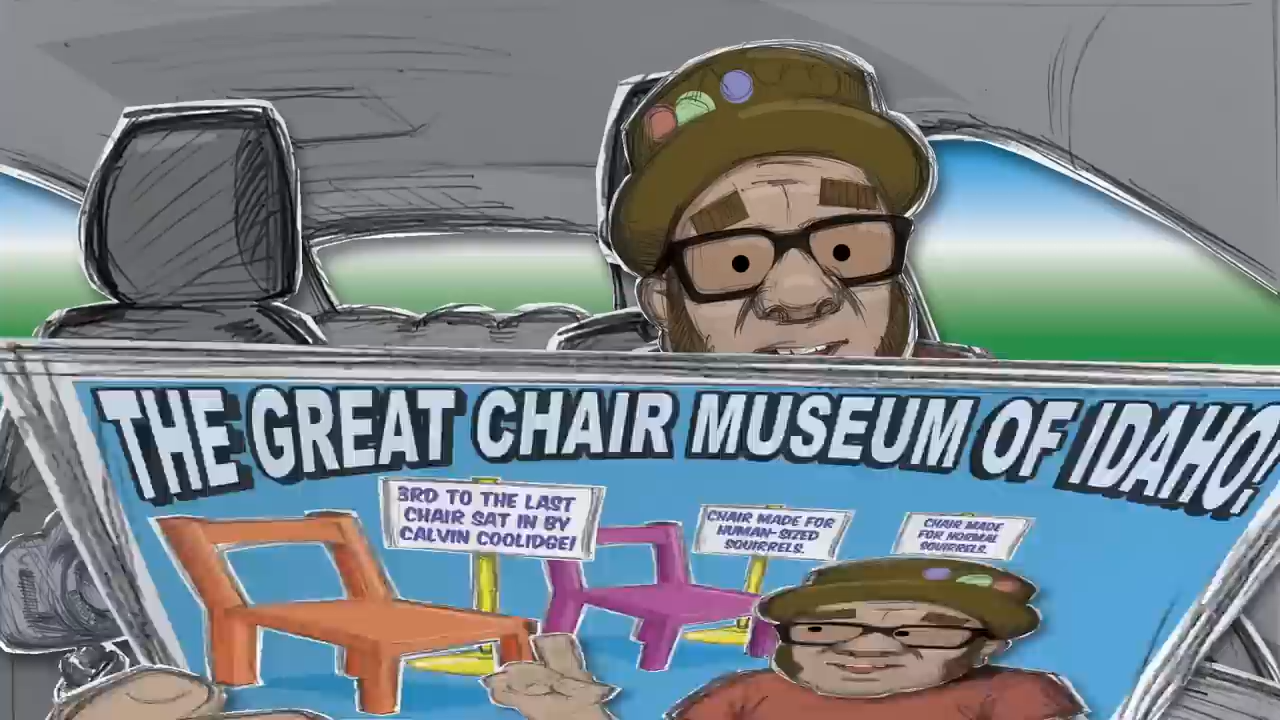 THE GREAT CHAIR MUSEUM OF IDAHO!
3RD TO THE LAST
CHAIR SAT IN BY
CALVIN COOLIDGE!
CHAIR MADE FOR
HUMAN-SIZED
SQUIRRELS.
CHAIR MADE
FOR NORMAL
SQUIRRELS.